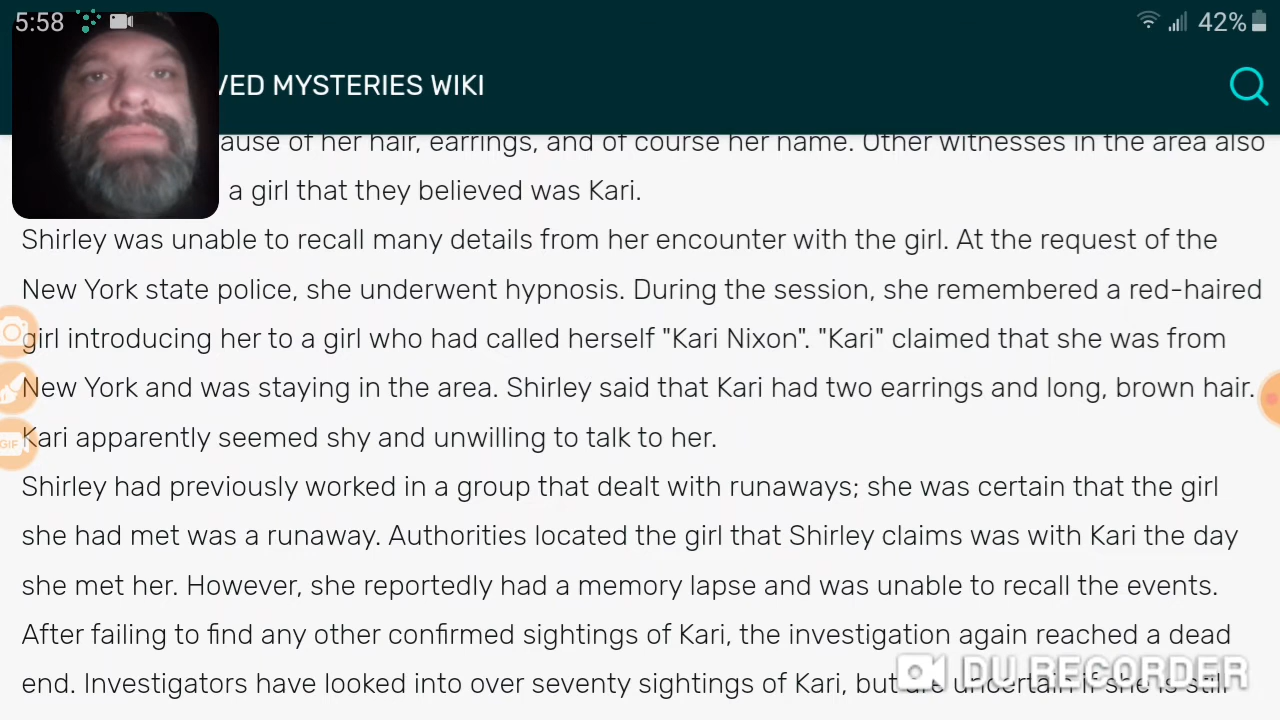 5:58
42%
VED MYSTERIES WIKI
ause of her hair, earrings, and of course her name. Other witnesses in the area also
a girl that they believed was Kari.
Shirley was unable to recall many details from her encounter with the girl. At the request of the
New York state police, she underwent hypnosis. During the session, she remembered a red-haired
girl introducing her to a girl who had called herself "Kari Nixon". "Kari" claimed that she was from
New York and was staying in the area. Shirley said that Kari had two earrings and long, brown hair.
GIF
Kari apparently seemed shy and unwilling to talk to her.
Shirley had previously worked in a group that dealt with runaways; she was certain that the girl
she had met was a runaway. Authorities located the girl that Shirley claims was with Kari the day
she met her. However, she reportedly had a memory lapse and was unable to recall the events.
After failing to find any other confirmed sightings of Kari, the investigation again reached a dead
end. Investigators have looked into over seventy sightings of Kari, but are uncertain if she is still
DU RECORDER